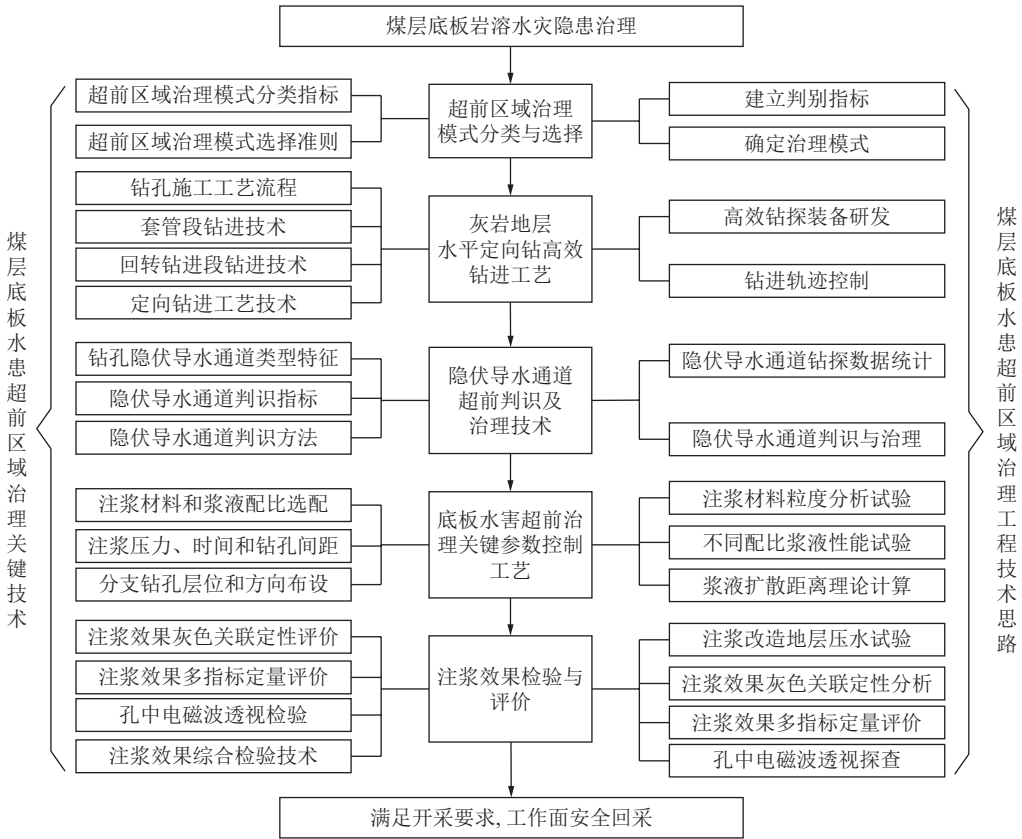 煤层底板岩溶水灾隐患治理
煤层底板水患超前区域治理关键技术
超前区域治理模式分类指标
超前区域治理模式选择准则
超前区域治理
模式分类与选择
建立判别指标
确定治理模式
钻孔施工工艺流程
套管段钻进技术
回转钻进段钻进技术
定向钻进工艺技术
灰岩地层
水平定向钻高效
钻进工艺
高效钻探装备研发
钻进轨迹控制
钻孔隐伏导水通道类型特征
隐伏导水通道判识指标
隐伏导水通道判识方法
隐伏导水通道
超前判识及
治理技术
隐伏导水通道钻探数据统计
隐伏导水通道判识与治理
注浆材料和浆液配比选配
注浆压力、时间和钻孔间距
分支钻孔层位和方向布设
底板水害超前治
理关键参数控制
工艺
注浆材料粒度分析试验
不同配比浆液性能试验
浆液扩散距离理论计算
注浆效果灰色关联定性评价
注浆效果多指标定量评价
孔中电磁波透视检验
注浆效果综合检验技术
注浆效果检验与
评价
注浆改造地层压水试验
注浆效果灰色关联定性分析
注浆效果多指标定量评价
孔中电磁波透视探查
煤层底板水患超前区域治理工程技术思路
满足开采要求, 工作面安全回采